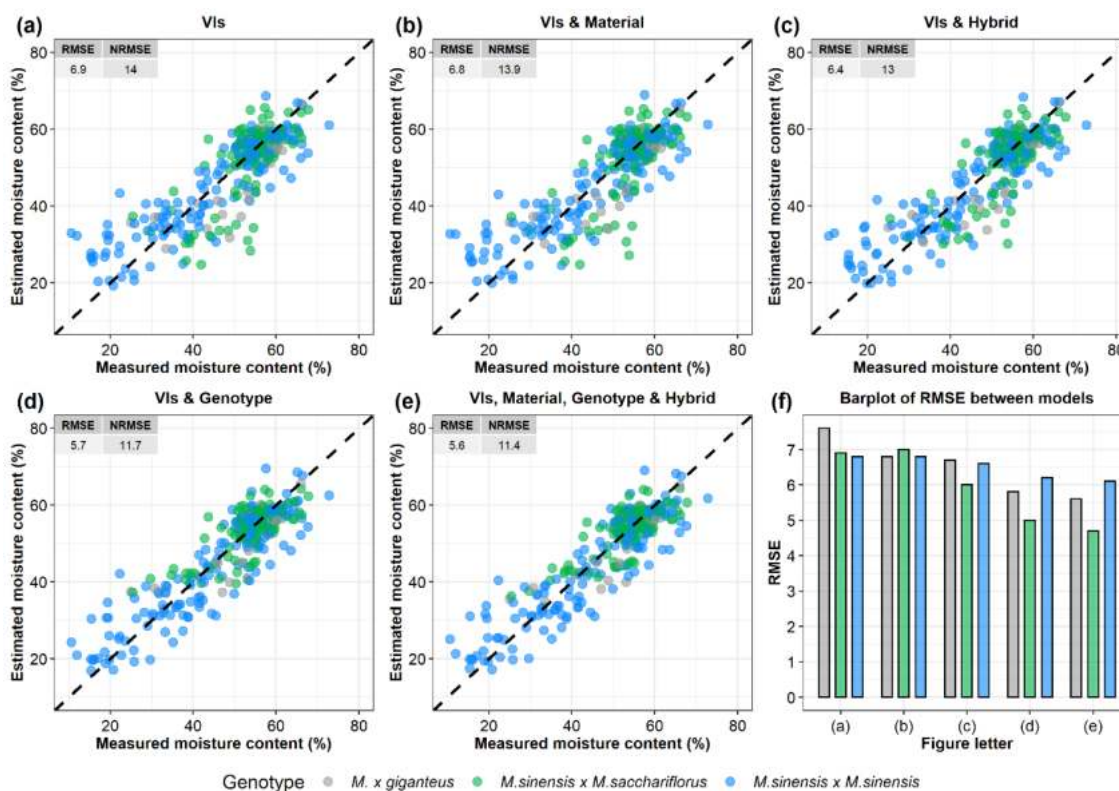 (a) VIs
RMSE NRMSE
6.9 14
80
60
40
20
20 40 60 80
Estimated moisture content (%)
Measured moisture content (%)
(b) VIs & Material
RMSE NRMSE
6.8 13.9
80
60
40
20
20 40 60 80
Estimated moisture content (%)
Measured moisture content (%)
(c) VIs & Hybrid
RMSE NRMSE
6.4 13
80
60
40
20
20 40 60 80
Estimated moisture content (%)
Measured moisture content (%)
(d) VIs & Genotype
RMSE NRMSE
5.7 11.7
80
60
40
20
20 40 60 80
Estimated moisture content (%)
Measured moisture content (%)
(e) VIs, Material, Genotype & Hybrid
RMSE NRMSE
5.6 11.4
80
60
40
20
20 40 60 80
Estimated moisture content (%)
Measured moisture content (%)
(f) Barplot of RMSE between models
7
6
5
4
3
2
1
0
RMSE
(a) (b) (c) (d) (e)
Figure letter
Genotype M. x giganteus M.sinensis x M.sacchariflorus M.sinensis x M.sinensis